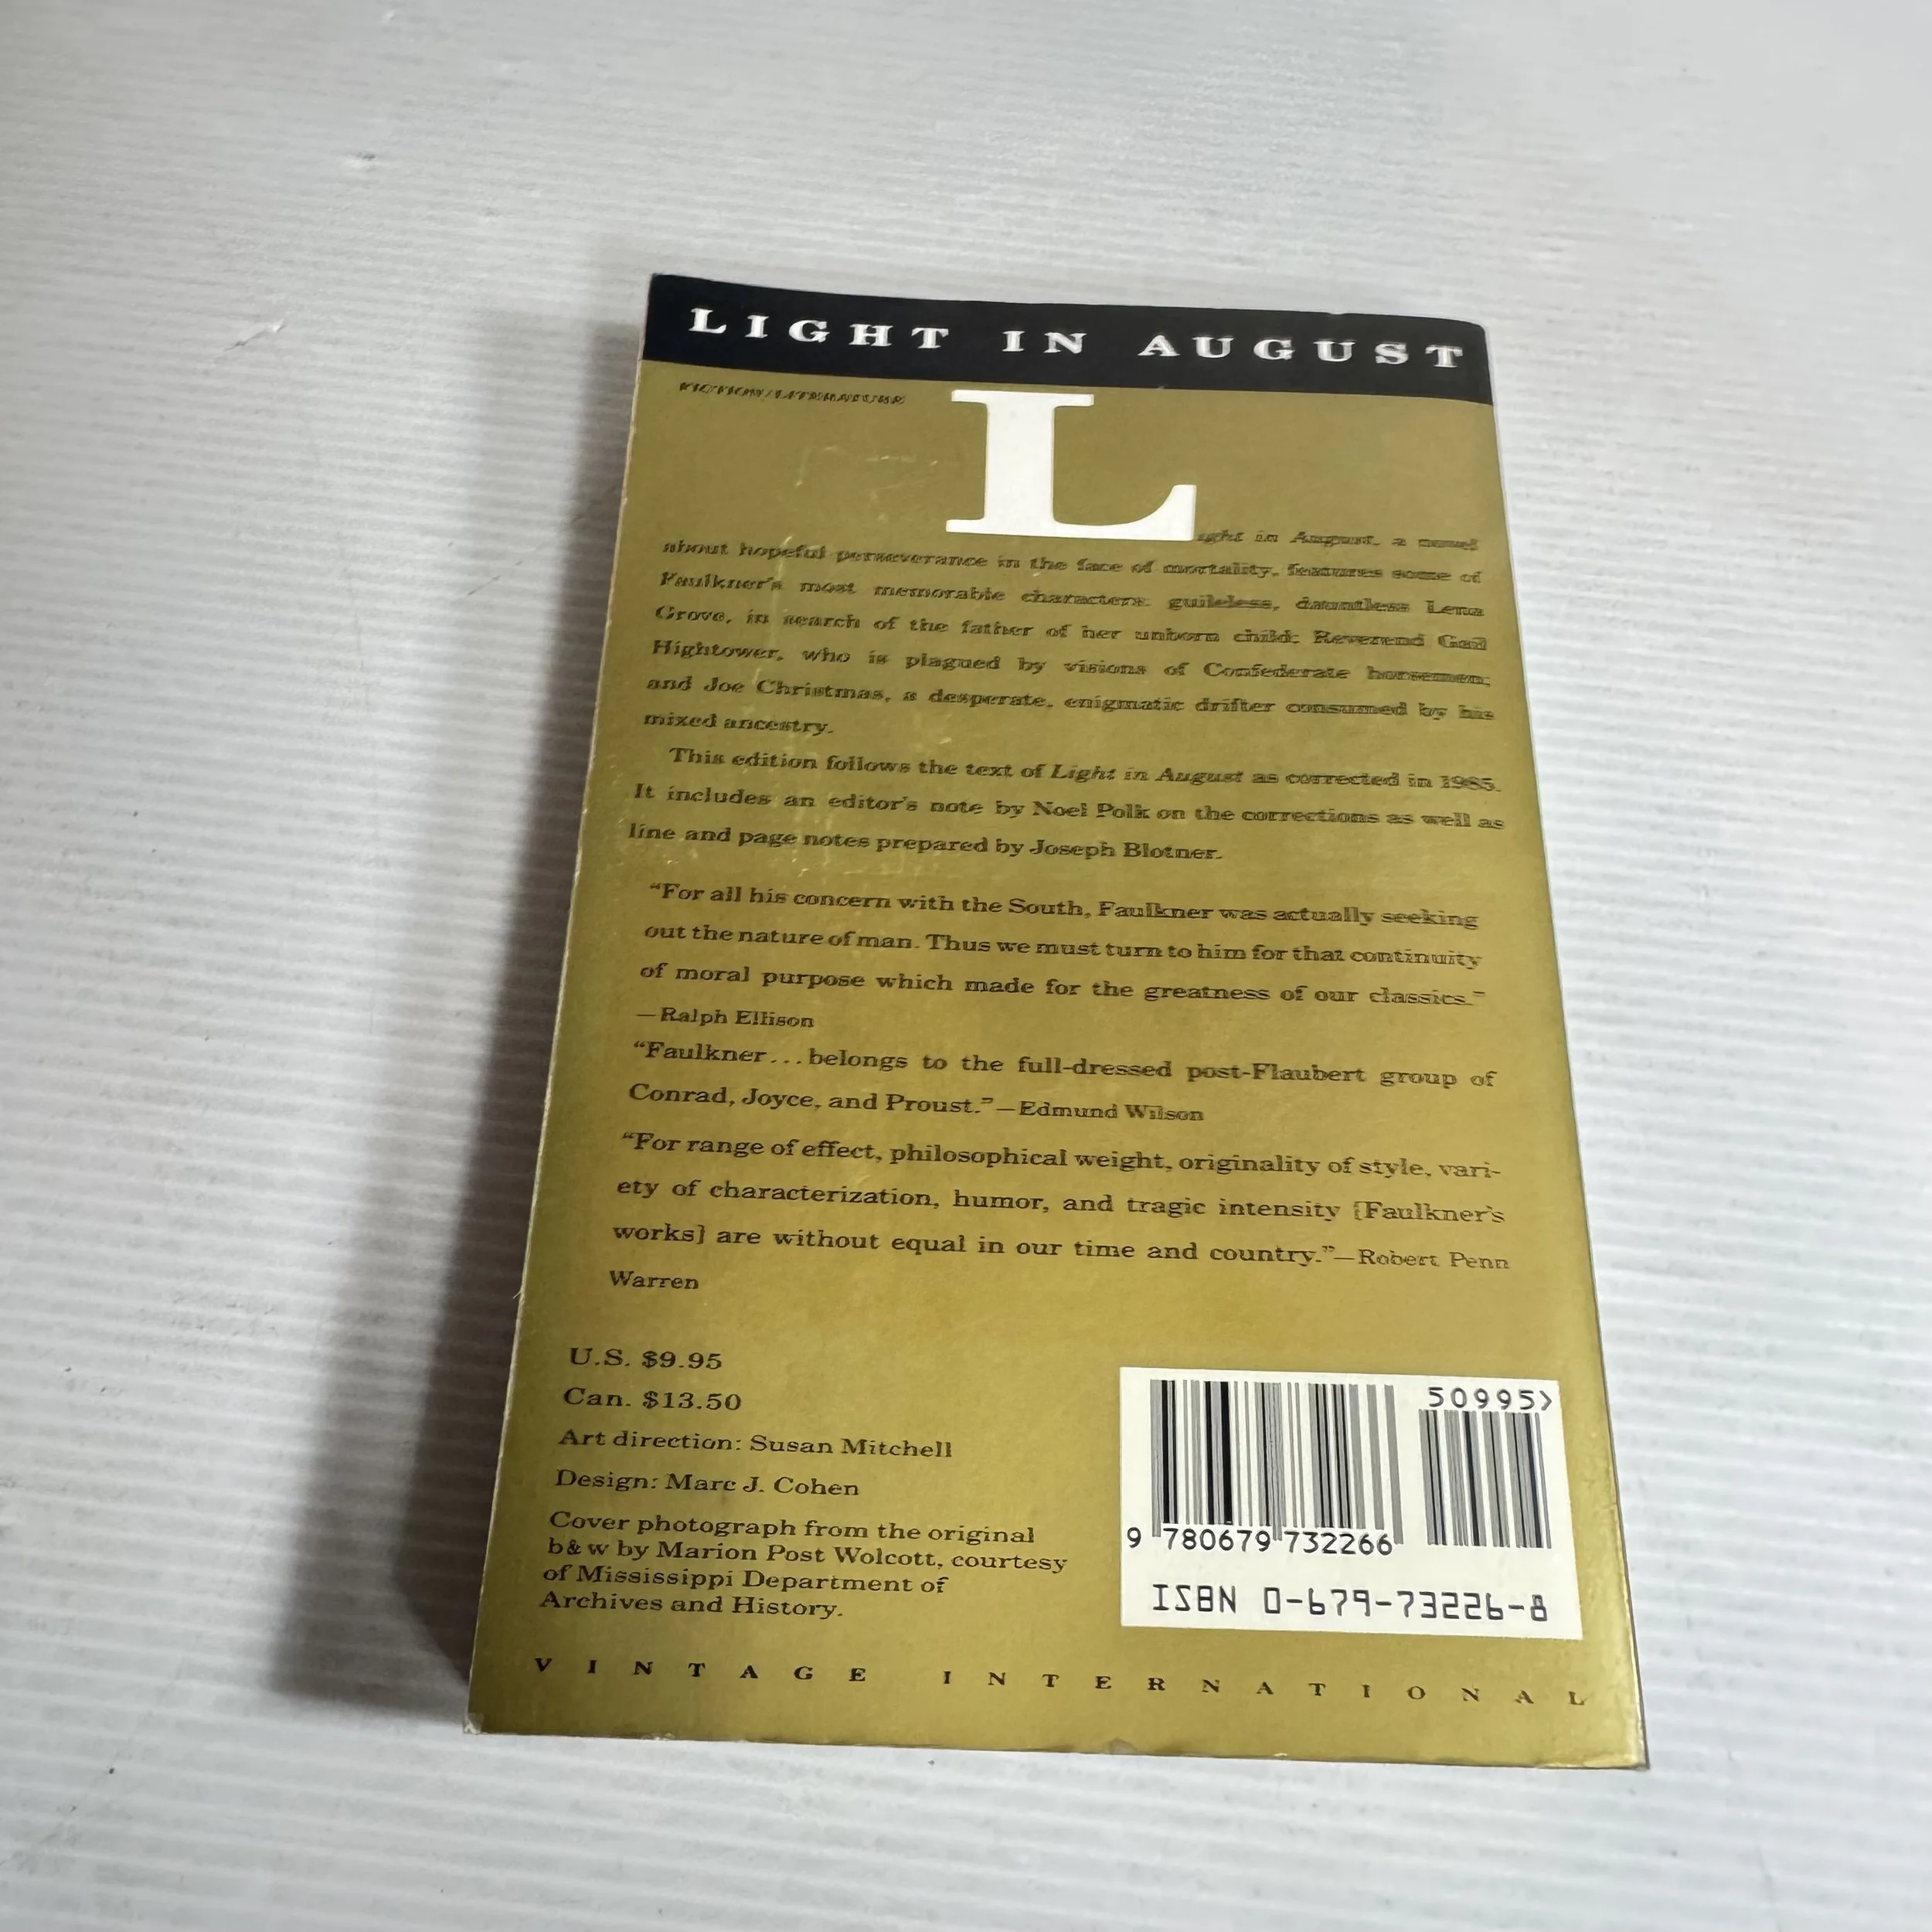 LIGHT IN AUGUST
FICTION/LITERATURE
Light in August, a novel
about hopeful perseverance in the face of mortality, features some of
Faulkner's most memorable characters: guileless, dauntless Lena
Grove, in search of the father of her unborn child; Reverend Gail
Hightower, who is plagued by visions of Confederate horsemen;
and Joe Christmas, a desperate, enigmatic drifter consumed by his
mixed ancestry.
This edition follows the text of Light in August as corrected in 1985.
It includes an editor's note by Noel Polk on the corrections as well as
line and page notes prepared by Joseph Blotner.
“For all his concern with the South, Faulkner was actually seeking
out the nature of man. Thus we must turn to him for that continuity
of moral purpose which made for the greatness of our classics.”
—Ralph Ellison
“Faulkner...belongs to the full-dressed post-Flaubert group of
Conrad, Joyce, and Proust.”—Edmund Wilson
“For range of effect, philosophical weight, originality of style, vari-
ety of characterization, humor, and tragic intensity [Faulkner's
works] are without equal in our time and country.”—Robert Penn
Warren
U.S. $9.95
Can. $13.50
Art direction: Susan Mitchell
Design: Marc J. Cohen
Cover photograph from the original
b&w by Marion Post Wolcott, courtesy
of Mississippi Department of
Archives and History.
50995>
9 780679 732266
ISBN 0-679-73226-8
VINTAGE INTERNATIONAL